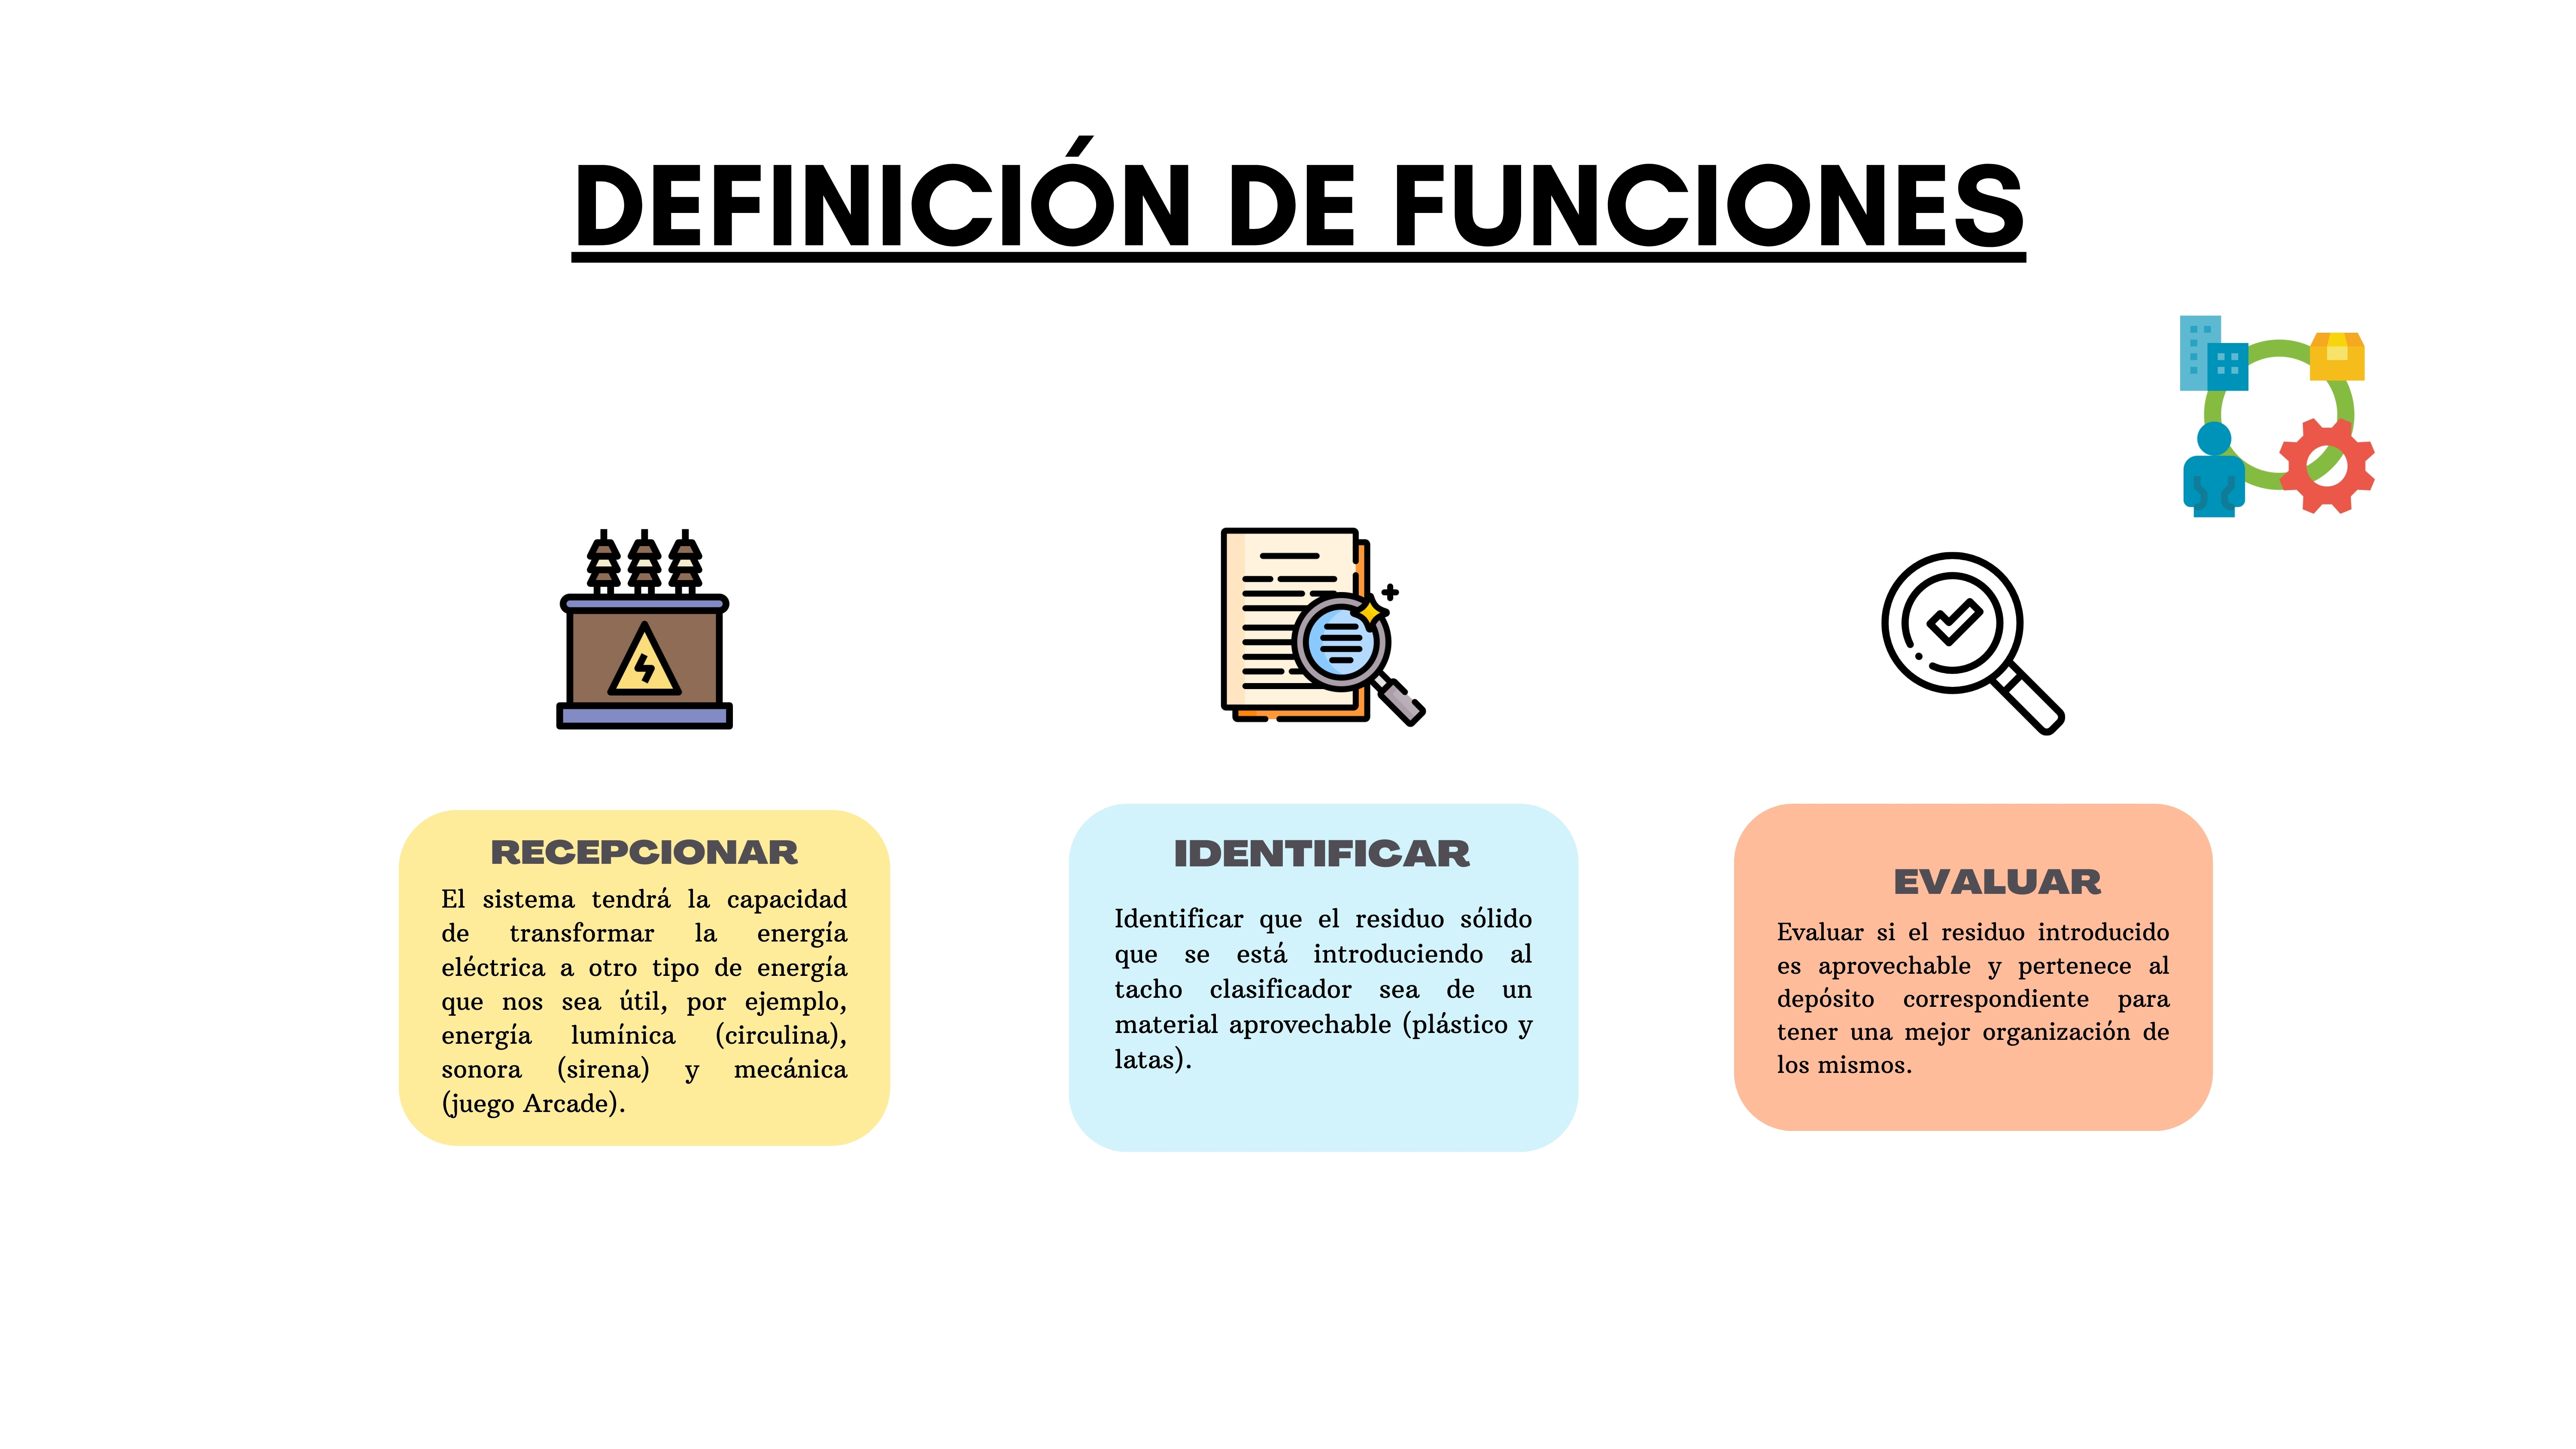 DEFINICIÓN DE FUNCIONES
RECEPCIONAR
El sistema tendrá la capacidad
de transformar la energía
eléctrica a otro tipo de energía
que nos sea útil, por ejemplo,
energía lumínica (circulina),
sonora (sirena) y mecánica
(juego Arcade).
IDENTIFICAR
Identificar que el residuo sólido
que se está introduciendo al
tacho clasificador sea de un
material aprovechable (plástico y
latas).
EVALUAR
Evaluar si el residuo introducido
es aprovechable y pertenece al
depósito correspondiente para
tener una mejor organización de
los mismos.